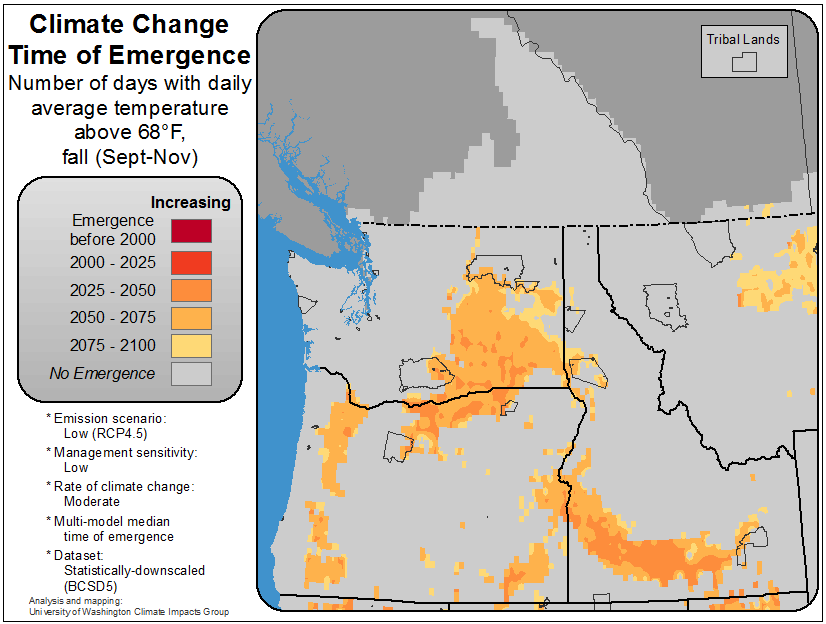 Climate Change
Time of Emergence
Number of days with daily
average temperature
above 68°F,
fall (Sept-Nov)
Increasing
Emergence
before 2000
2000 - 2025
2025 - 2050
2050 - 2075
2075 - 2100
No Emergence
* Emission scenario:
Low (RCP4.5)
* Management sensitivity:
Low
* Rate of climate change:
Moderate
* Multi-model median
time of emergence
* Dataset:
Statistically-downscaled
(BCSD5)
Analysis and mapping:
University of Washington Climate Impacts Group
Tribal Lands